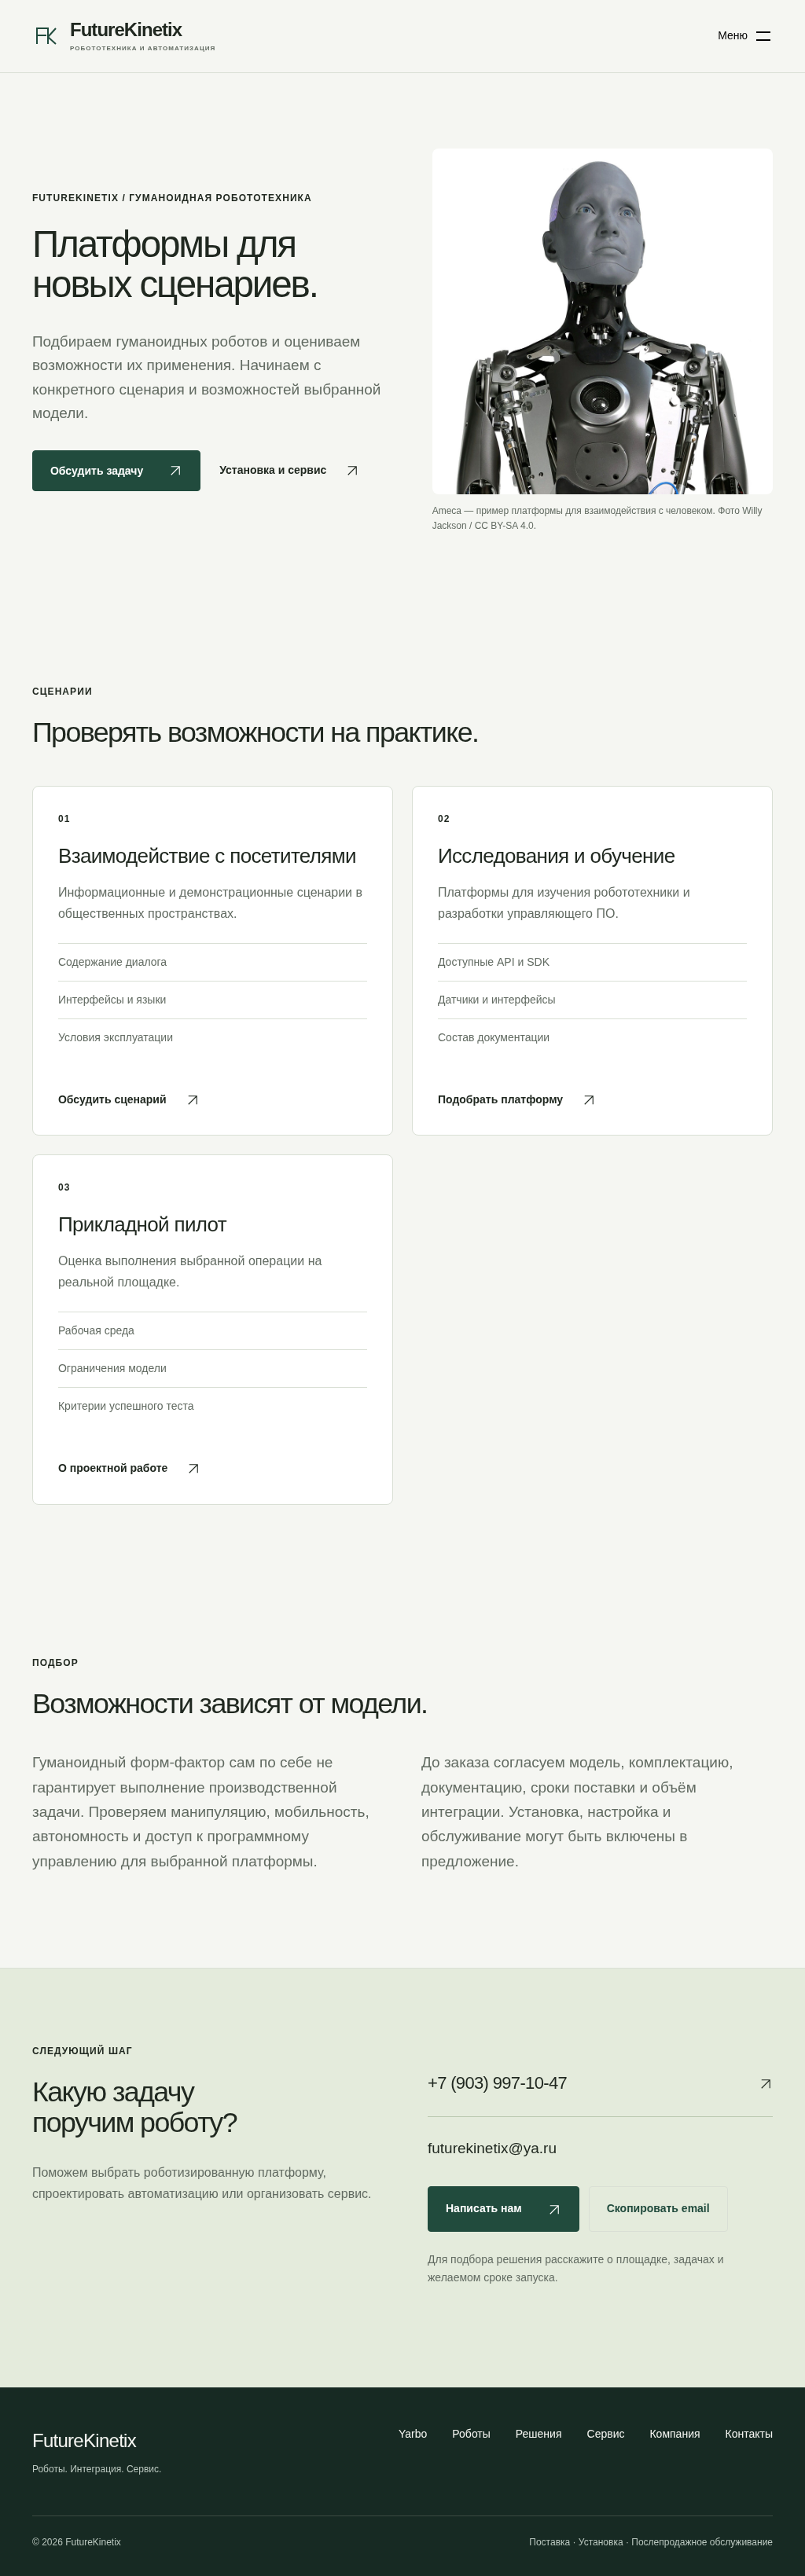 FutureKinetix
РОБОТОТЕХНИКА И АВТОМАТИЗАЦИЯ
Меню
FUTUREKINETIX / ГУМАНОИДНАЯ РОБОТОТЕХНИКА
Платформы для
новых сценариев.
Подбираем гуманоидных роботов и оцениваем
возможности их применения. Начинаем с
конкретного сценария и возможностей выбранной
модели.
Обсудить задачу
Установка и сервис
Ameca — пример платформы для взаимодействия с человеком. Фото Willy
Jackson / CC BY-SA 4.0.
СЦЕНАРИИ
Проверять возможности на практике.
01
Взаимодействие с посетителями
Информационные и демонстрационные сценарии в
общественных пространствах.
Содержание диалога
Интерфейсы и языки
Условия эксплуатации
Обсудить сценарий
02
Исследования и обучение
Платформы для изучения робототехники и
разработки управляющего ПО.
Доступные API и SDK
Датчики и интерфейсы
Состав документации
Подобрать платформу
03
Прикладной пилот
Оценка выполнения выбранной операции на
реальной площадке.
Рабочая среда
Ограничения модели
Критерии успешного теста
О проектной работе
ПОДБОР
Возможности зависят от модели.
Гуманоидный форм-фактор сам по себе не
гарантирует выполнение производственной
задачи. Проверяем манипуляцию, мобильность,
автономность и доступ к программному
управлению для выбранной платформы.
До заказа согласуем модель, комплектацию,
документацию, сроки поставки и объём
интеграции. Установка, настройка и
обслуживание могут быть включены в
предложение.
СЛЕДУЮЩИЙ ШАГ
Какую задачу
поручим роботу?
Поможем выбрать роботизированную платформу,
спроектировать автоматизацию или организовать сервис.
+7 (903) 997-10-47
futurekinetix@ya.ru
Написать нам
Скопировать email
Для подбора решения расскажите о площадке, задачах и
желаемом сроке запуска.
FutureKinetix
Роботы. Интеграция. Сервис.
Yarbo
Роботы
Решения
Сервис
Компания
Контакты
© 2026 FutureKinetix
Поставка · Установка · Послепродажное обслуживание